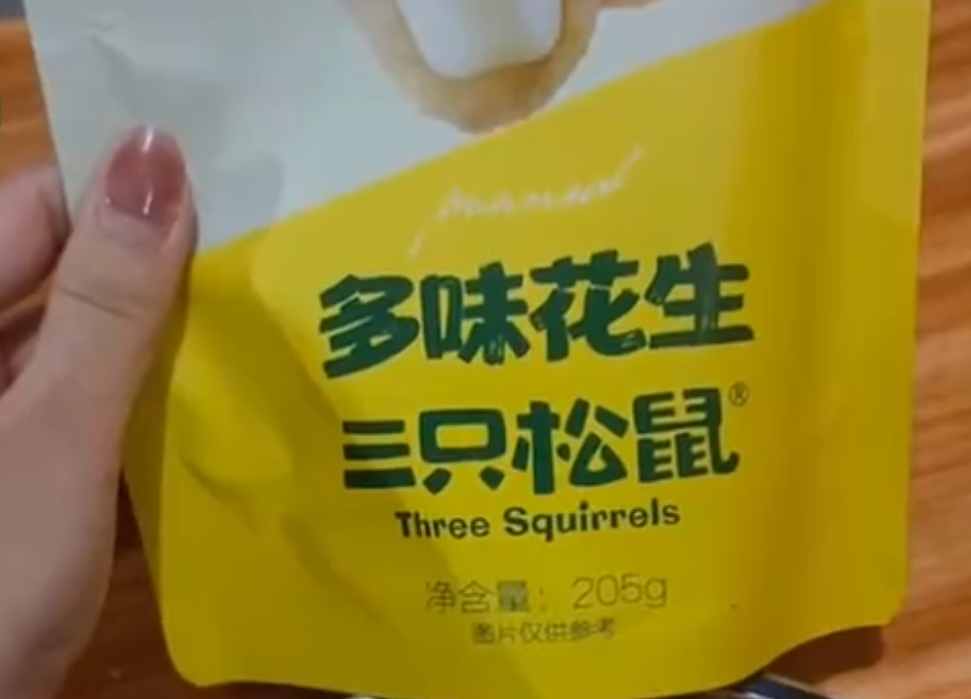 peanut
多味花生
三只松鼠®
Three Squirrels
净含量：205g
图片仅供参考